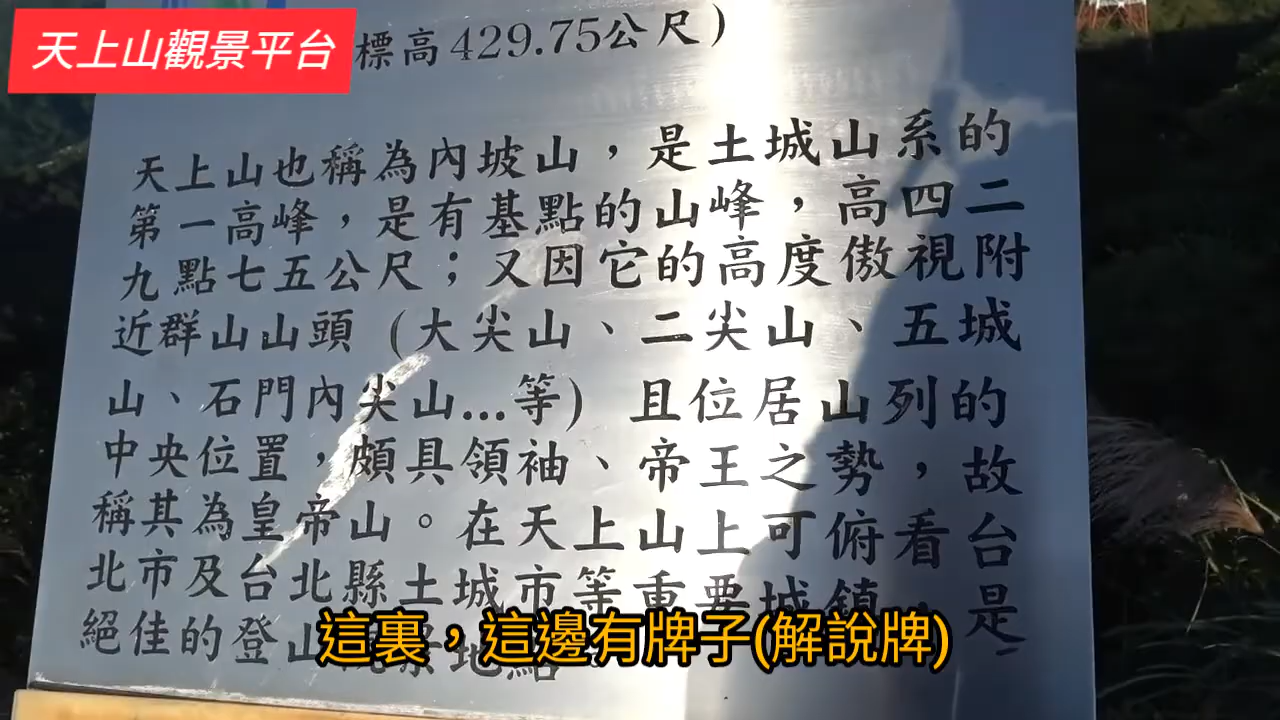 天上山觀景平台
標高429.75公尺)
天上山也稱為內坡山,是土城山系的
第一高峰,是有基點的山峰,高四二
九點七五公尺;又因它的高度傲視附
近群山山頭(大尖山、二尖山、五城
山、石門內尖山...等)且位居山列的
中央位置,頗具領袖、帝王之勢,故
稱其為皇帝山。在天上山上可俯看台
北市及台北縣土城市等重要城鎮,是
絕佳的登山
這裏,這邊有牌子(解說牌)